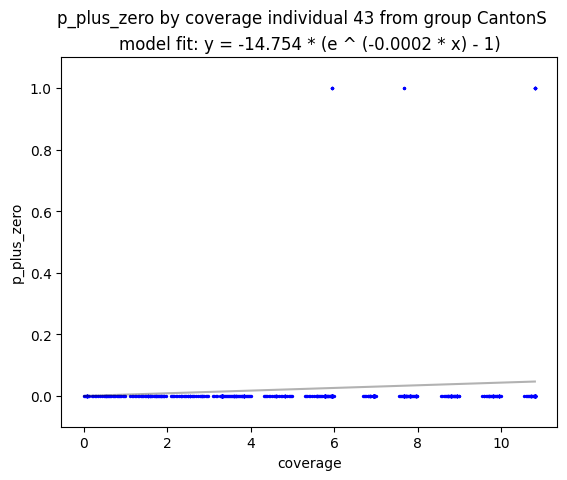 p_plus_zero by coverage individual 43 from group CantonS
model fit: y = -14.754 * (e ^ (-0.0002 * x) - 1)
1.0
0.8
0.6
0.4
0.2
0.0
p_plus_zero
0 2 4 6 8 10
coverage